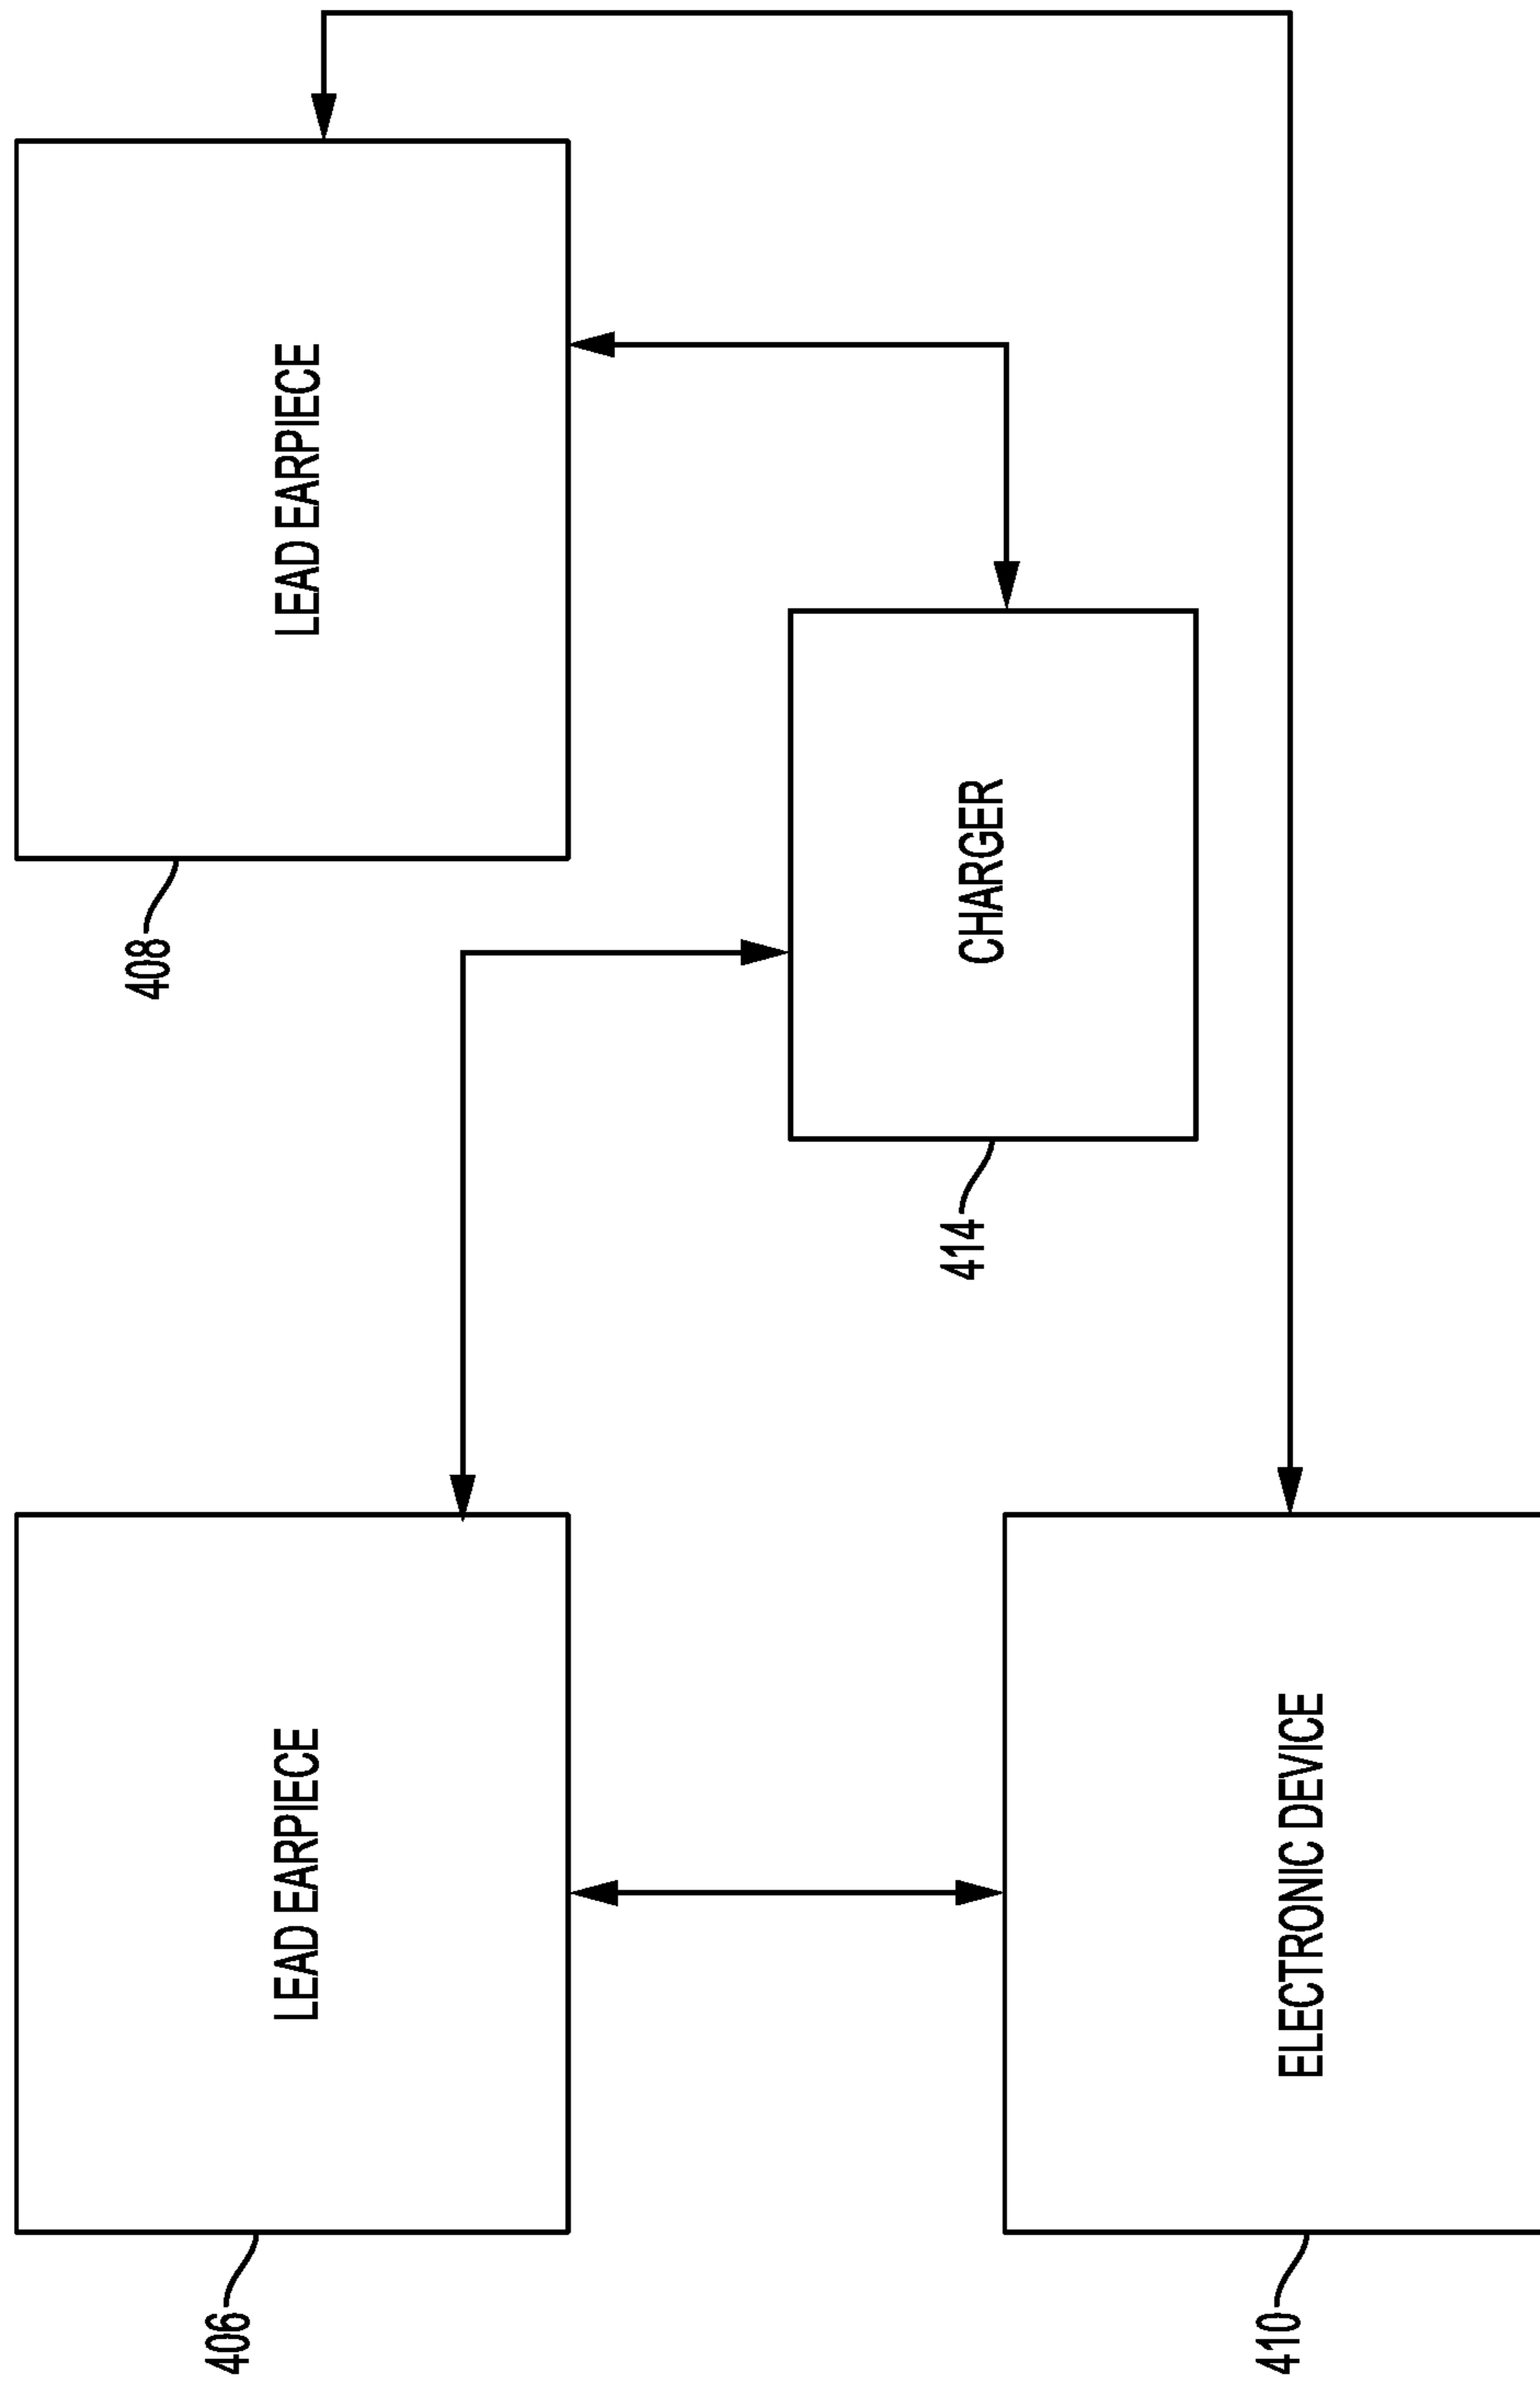 406
LEAD EARPIECE
408
LEAD EARPIECE
414
CHARGER
410
ELECTRONIC DEVICE